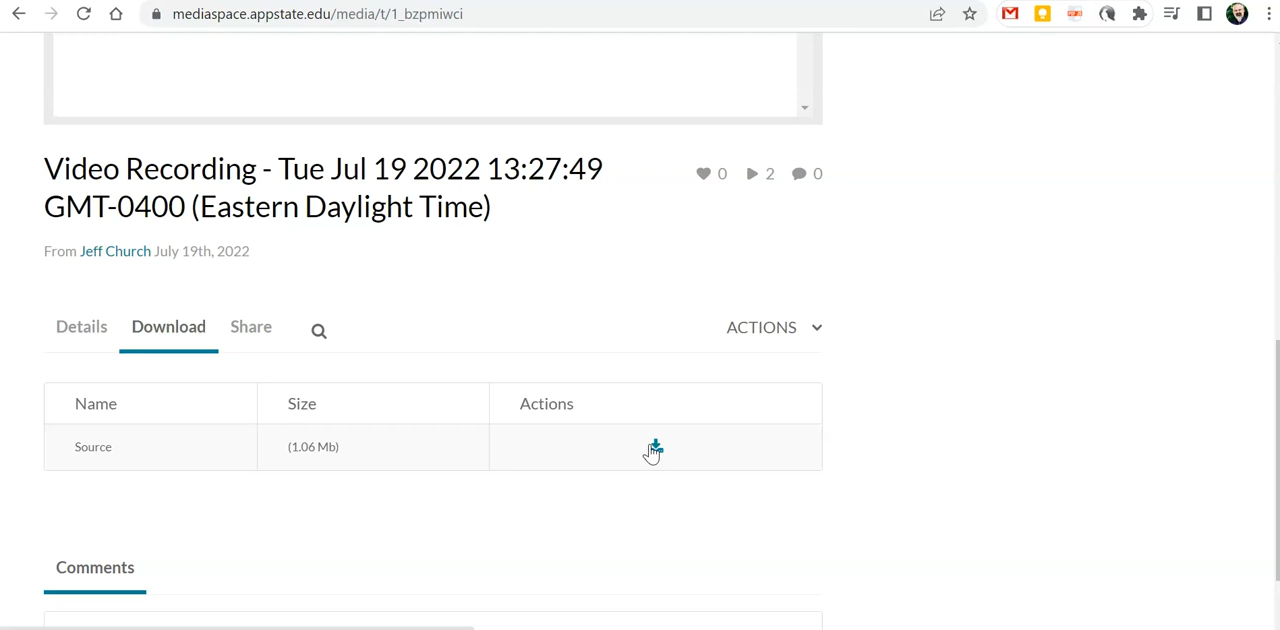 mediaspace.appstate.edu/media/t/1_bzpmiwci
Video Recording - Tue Jul 19 2022 13:27:49
GMT-0400 (Eastern Daylight Time)
0 2 0
From Jeff Church July 19th, 2022
Details Download Share ACTIONS
Name Size Actions
Source (1.06 Mb)
Comments